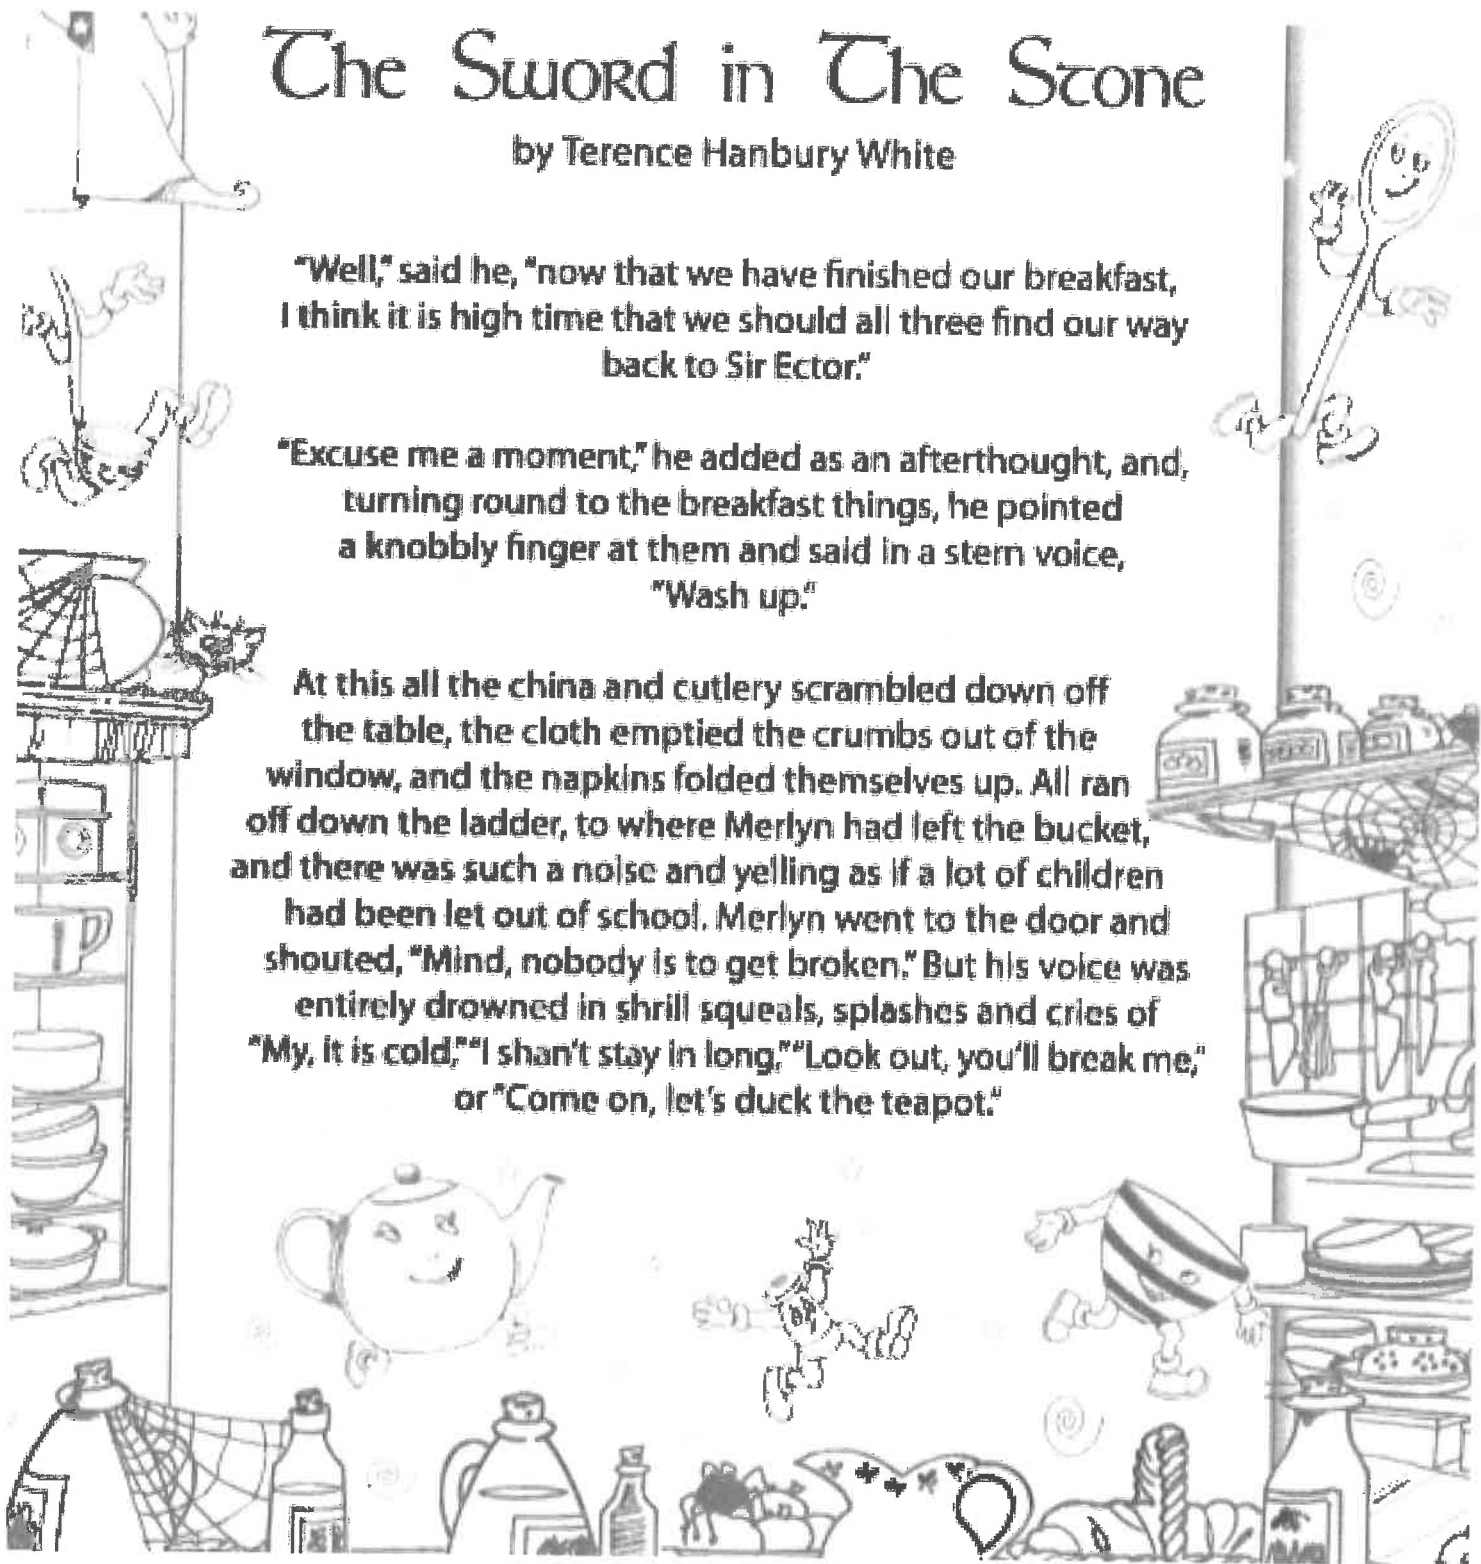 The Sword in The Stone
by Terence Hanbury White
"Well," said he, "now that we have finished our breakfast,
I think it is high time that we should all three find our way
back to Sir Ector."
"Excuse me a moment," he added as an afterthought, and,
turning round to the breakfast things, he pointed
a knobbly finger at them and said in a stern voice,
"Wash up."
At this all the china and cutlery scrambled down off
the table, the cloth emptied the crumbs out of the
window, and the napkins folded themselves up. All ran
off down the ladder, to where Merlyn had left the bucket,
and there was such a noise and yelling as if a lot of children
had been let out of school. Merlyn went to the door and
shouted, "Mind, nobody is to get broken." But his voice was
entirely drowned in shrill squeals, splashes and cries of
"My, it is cold," "I shan't stay in long," "Look out, you'll break me,"
or "Come on, let's duck the teapot."